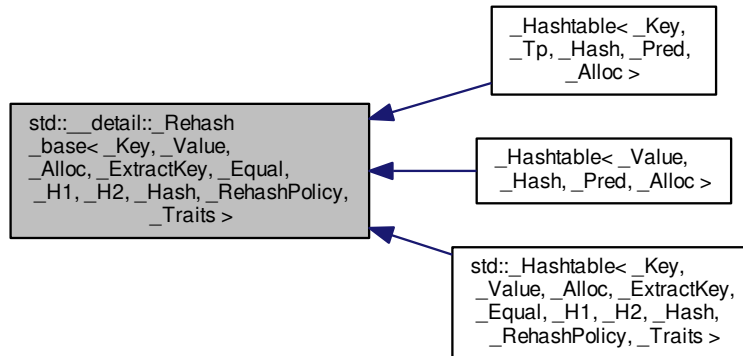 std::__detail::_Rehash
_base< _Key, _Value,
_Alloc, _ExtractKey, _Equal,
_H1, _H2, _Hash, _RehashPolicy,
_Traits >
_Hashtable< _Key,
_Tp, _Hash, _Pred,
_Alloc >
_Hashtable< _Value,
_Hash, _Pred, _Alloc >
std::_Hashtable< _Key,
_Value, _Alloc, _ExtractKey,
_Equal, _H1, _H2, _Hash,
_RehashPolicy, _Traits >